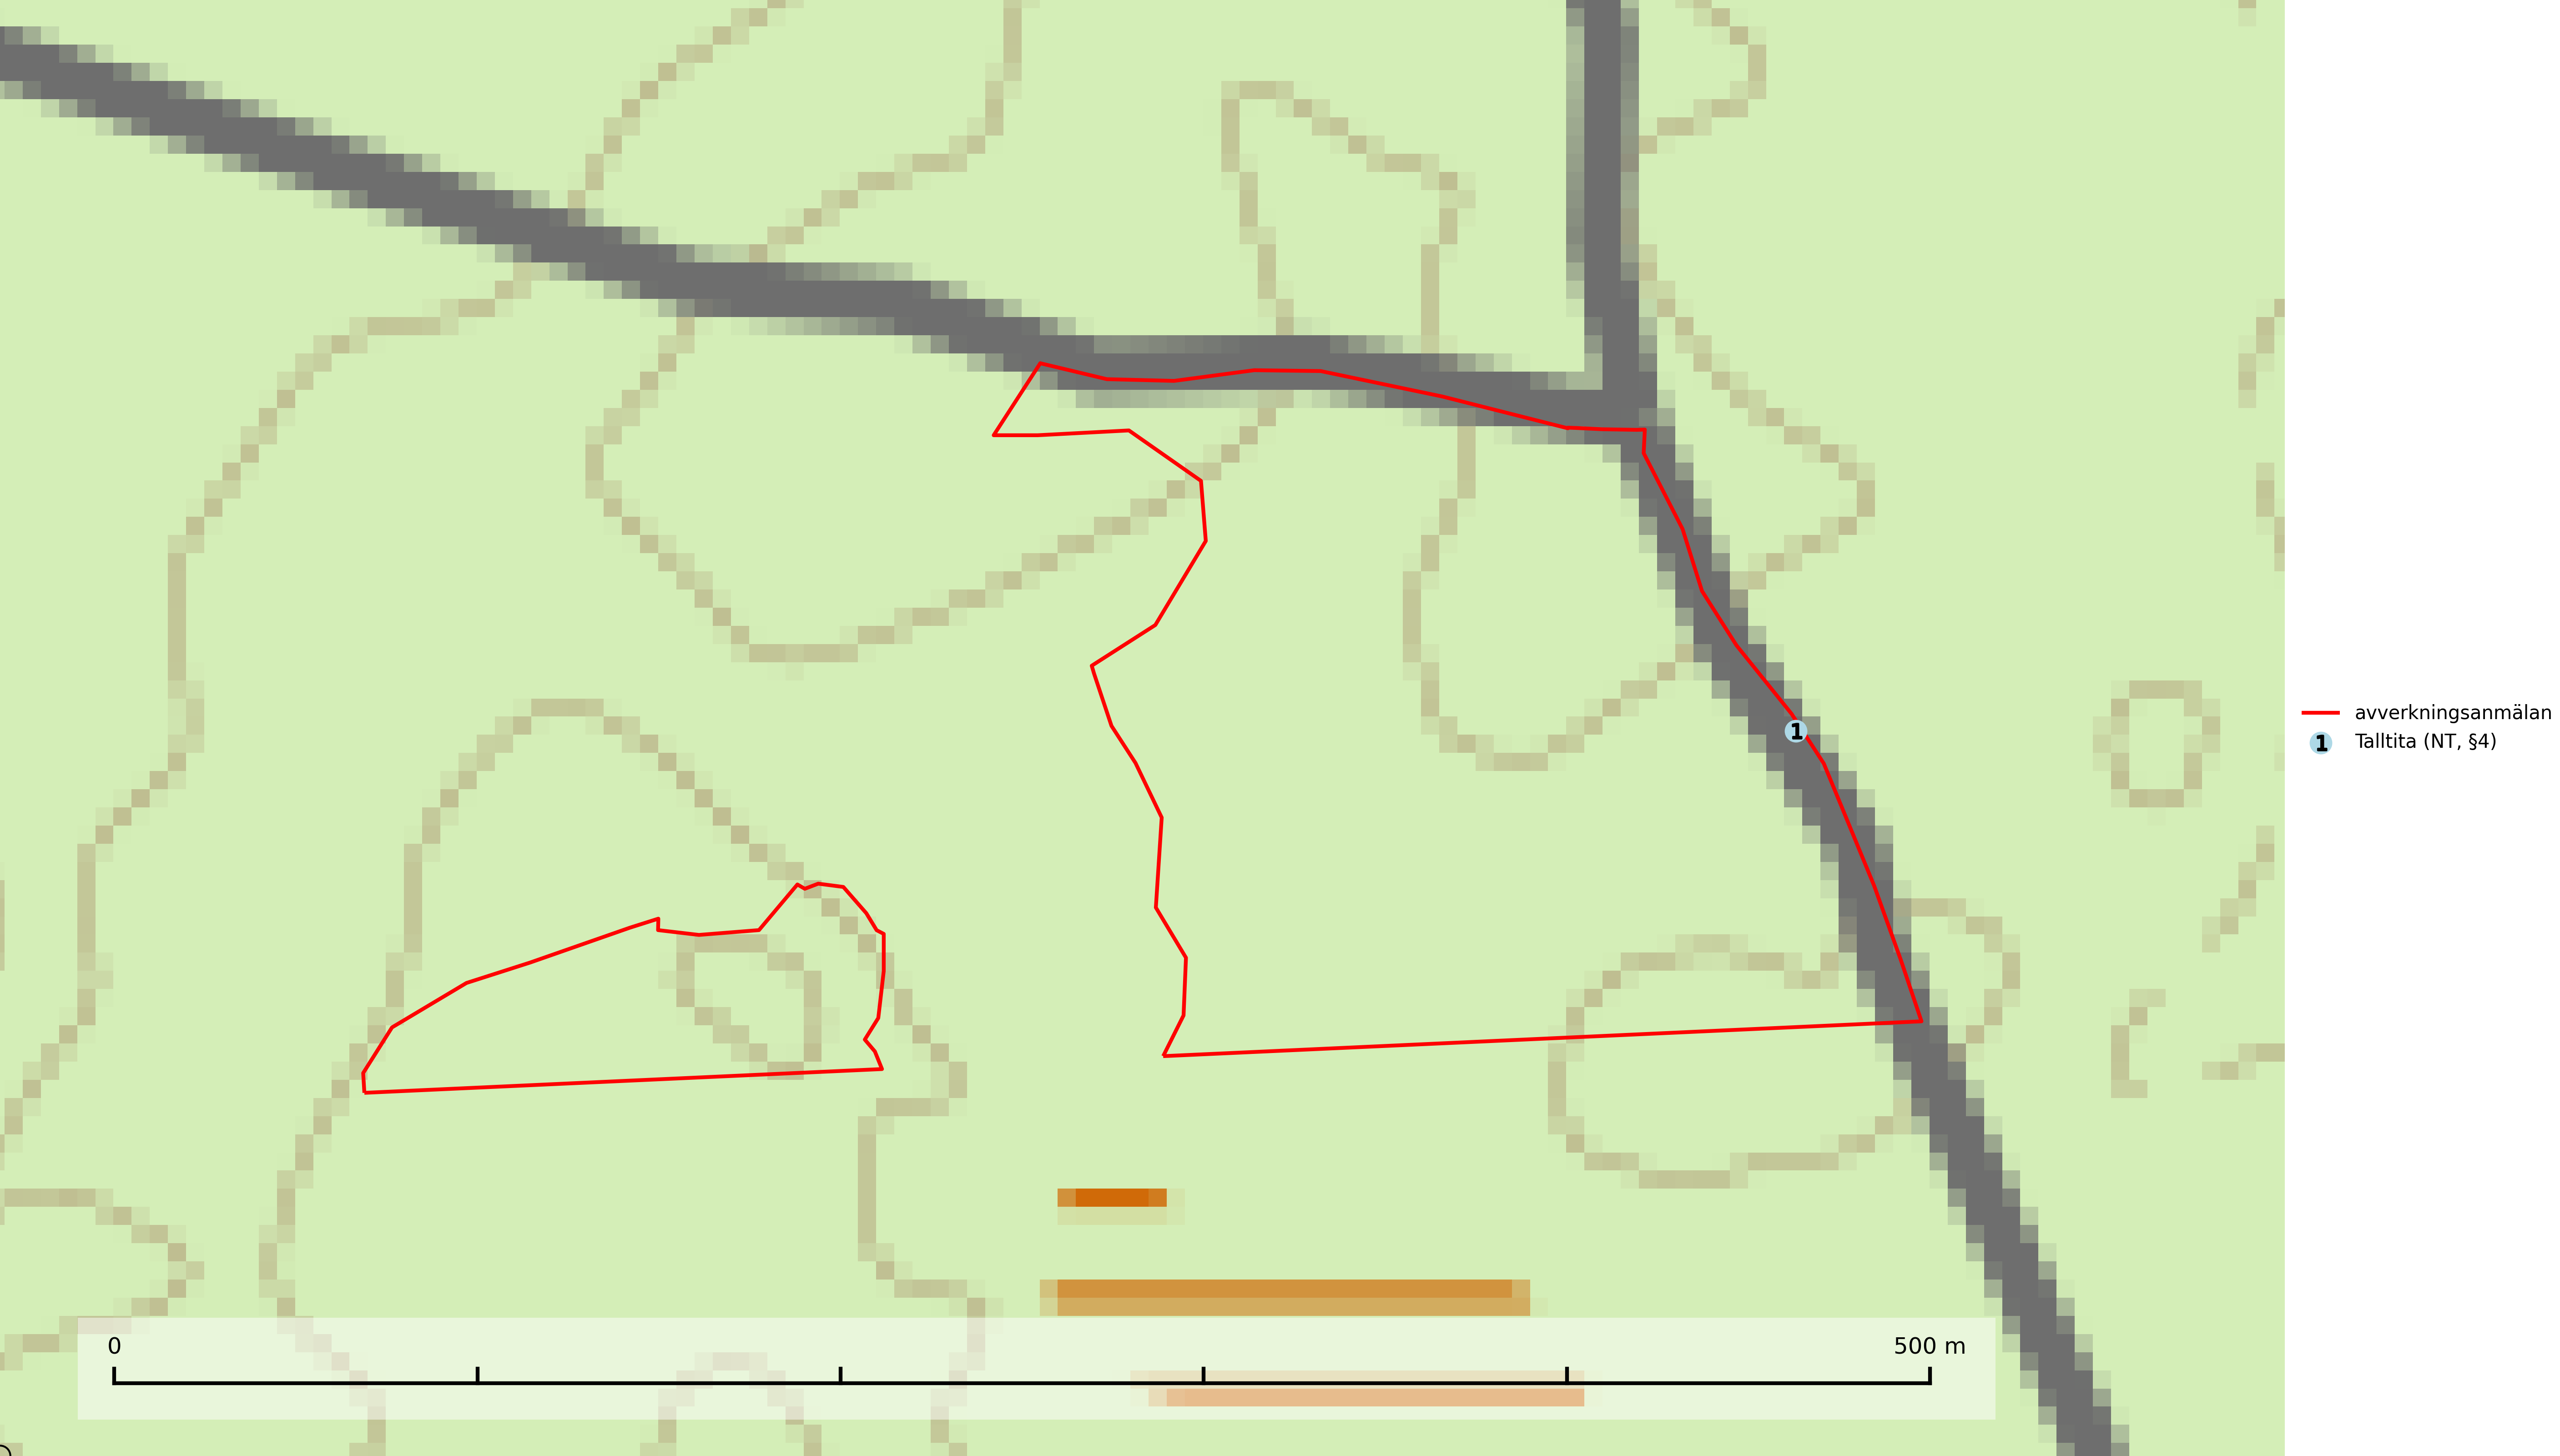 avverkningsanmälan
1
1 Talltita (NT, §4)
0 500 m